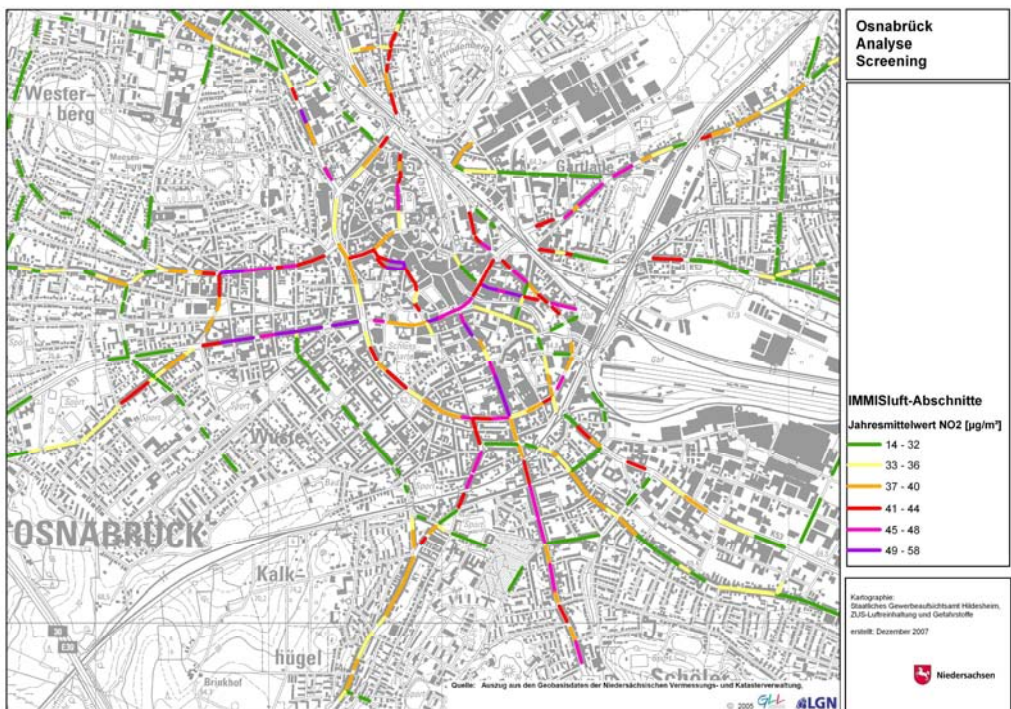 Osnabrück
Analyse
Screening
IMMISluft-Abschnitte
Jahresmittelwert NO2 [µg/m³]
14 - 32
33 - 36
37 - 40
41 - 44
45 - 48
49 - 58
Kartographie:
Staatliches Gewerbeaufsichtsamt Hildesheim,
ZUS-Luftreinhaltung und Gefahrstoffe
erstellt: Dezember 2007
Niedersachsen
Wester-
berg
Gartlage
Wüste
OSNABRÜCK
Kalk-
hügel
Brinkhof
Schöler
30
E30
Quelle: Auszug aus den Geobasisdaten der Niedersächsischen Vermessungs- und Katasterverwaltung,
© 2005 GLL LGN